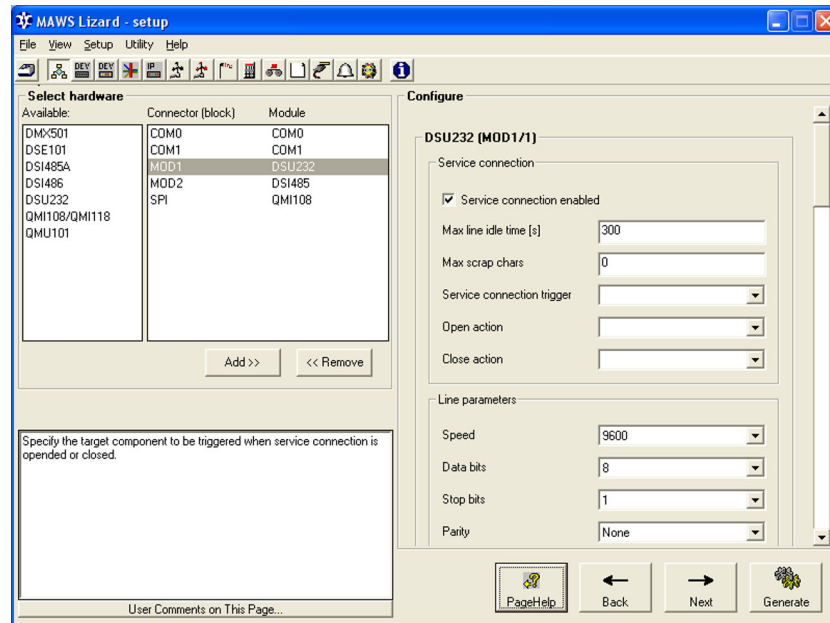 MAWS Lizard - setup
File View Setup Utility Help
Select hardware
Available: Connector (block) Module
DMX501
DSE101
DSI485A
DSI486
DSU232
QMI108/QMI118
QMU101
COM0 COM0
COM1 COM1
MOD1 DSU232
MOD2 DSI485
SPI QMI108
Add >> << Remove
Specify the target component to be triggered when service connection is
opended or closed.
User Comments on This Page...
Configure
DSU232 (MOD1/1)
Service connection
Service connection enabled
Max line idle time [s] 300
Max scrap chars 0
Service connection trigger
Open action
Close action
Line parameters
Speed 9600
Data bits 8
Stop bits 1
Parity None
PageHelp Back Next Generate